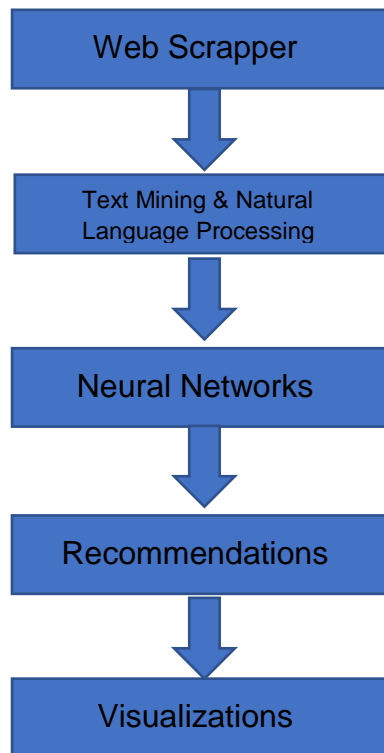 Web Scrapper
Text Mining & Natural
Language Processing
Neural Networks
Recommendations
Visualizations